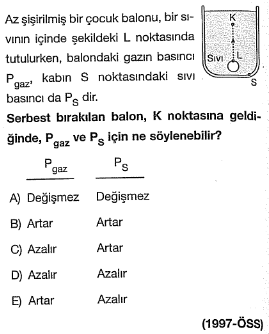 Az şişirilmiş bir çocuk balonu, bir sı-
vının içinde şekildeki L noktasında
tutulurken, balondaki gazın basıncı
Pgaz, kabın S noktasındaki sıvı
basıncı da PS dir.
K
Sıvı
L
S
Serbest bırakılan balon, K noktasına geldi-
ğinde, Pgaz ve PS için ne söylenebilir?
Pgaz PS
A) Değişmez Değişmez
B) Artar Artar
C) Azalır Artar
D) Azalır Azalır
E) Artar Azalır
(1997-ÖSS)